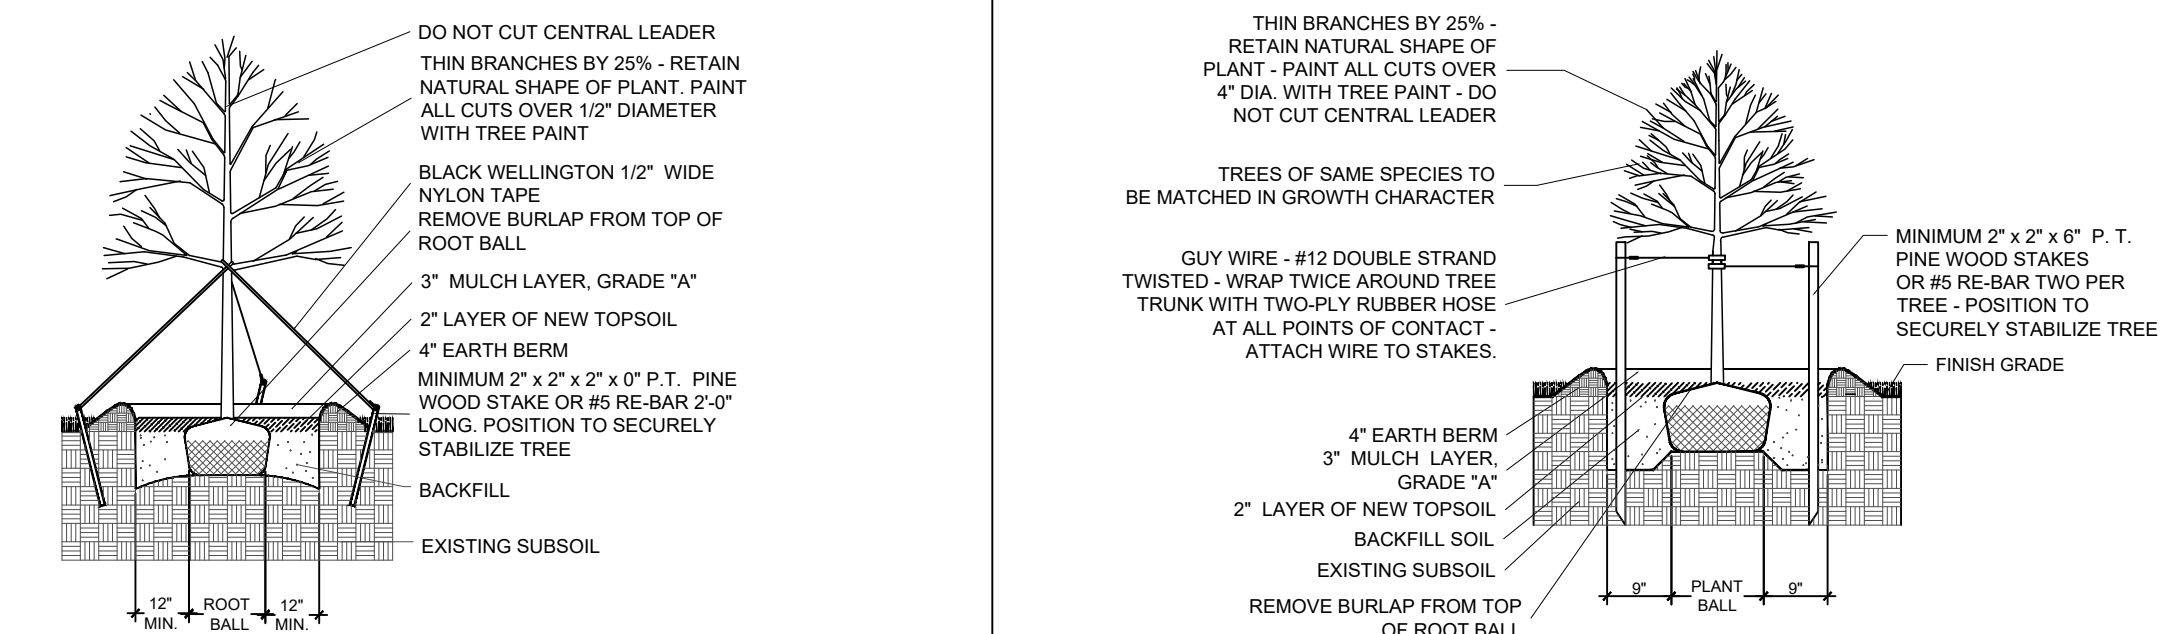 DO NOT CUT CENTRAL LEADER
THIN BRANCHES BY 25% - RETAIN
NATURAL SHAPE OF PLANT. PAINT
ALL CUTS OVER 1/2" DIAMETER
WITH TREE PAINT
BLACK WELLINGTON 1/2" WIDE
NYLON TAPE
REMOVE BURLAP FROM TOP OF
ROOT BALL
3" MULCH LAYER, GRADE "A"
2" LAYER OF NEW TOPSOIL
4" EARTH BERM
MINIMUM 2" x 2" x 2" x 0" P.T. PINE
WOOD STAKE OR #5 RE-BAR 2'-0"
LONG. POSITION TO SECURELY
STABILIZE TREE
BACKFILL
EXISTING SUBSOIL
12"
MIN.
ROOT
BALL
12"
MIN.
THIN BRANCHES BY 25% -
RETAIN NATURAL SHAPE OF
PLANT - PAINT ALL CUTS OVER
4" DIA. WITH TREE PAINT - DO
NOT CUT CENTRAL LEADER
TREES OF SAME SPECIES TO
BE MATCHED IN GROWTH CHARACTER
GUY WIRE - #12 DOUBLE STRAND
TWISTED - WRAP TWICE AROUND TREE
TRUNK WITH TWO-PLY RUBBER HOSE
AT ALL POINTS OF CONTACT -
ATTACH WIRE TO STAKES.
4" EARTH BERM
3" MULCH LAYER,
GRADE "A"
2" LAYER OF NEW TOPSOIL
BACKFILL SOIL
EXISTING SUBSOIL
REMOVE BURLAP FROM TOP
OF ROOT BALL
MINIMUM 2" x 2" x 6" P. T.
PINE WOOD STAKES
OR #5 RE-BAR TWO PER
TREE - POSITION TO
SECURELY STABILIZE TREE
FINISH GRADE
9"
PLANT
BALL
9"